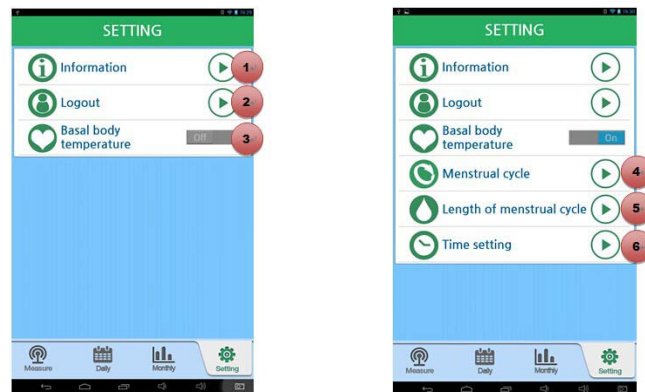 SETTING
Information
1
Logout
2
Basal body
temperature
Off
3
Measure
Daily
Monthly
Setting
SETTING
Information
Logout
Basal body
temperature
On
Menstrual cycle
4
Length of menstrual cycle
5
Time setting
6
Measure
Daily
Monthly
Setting